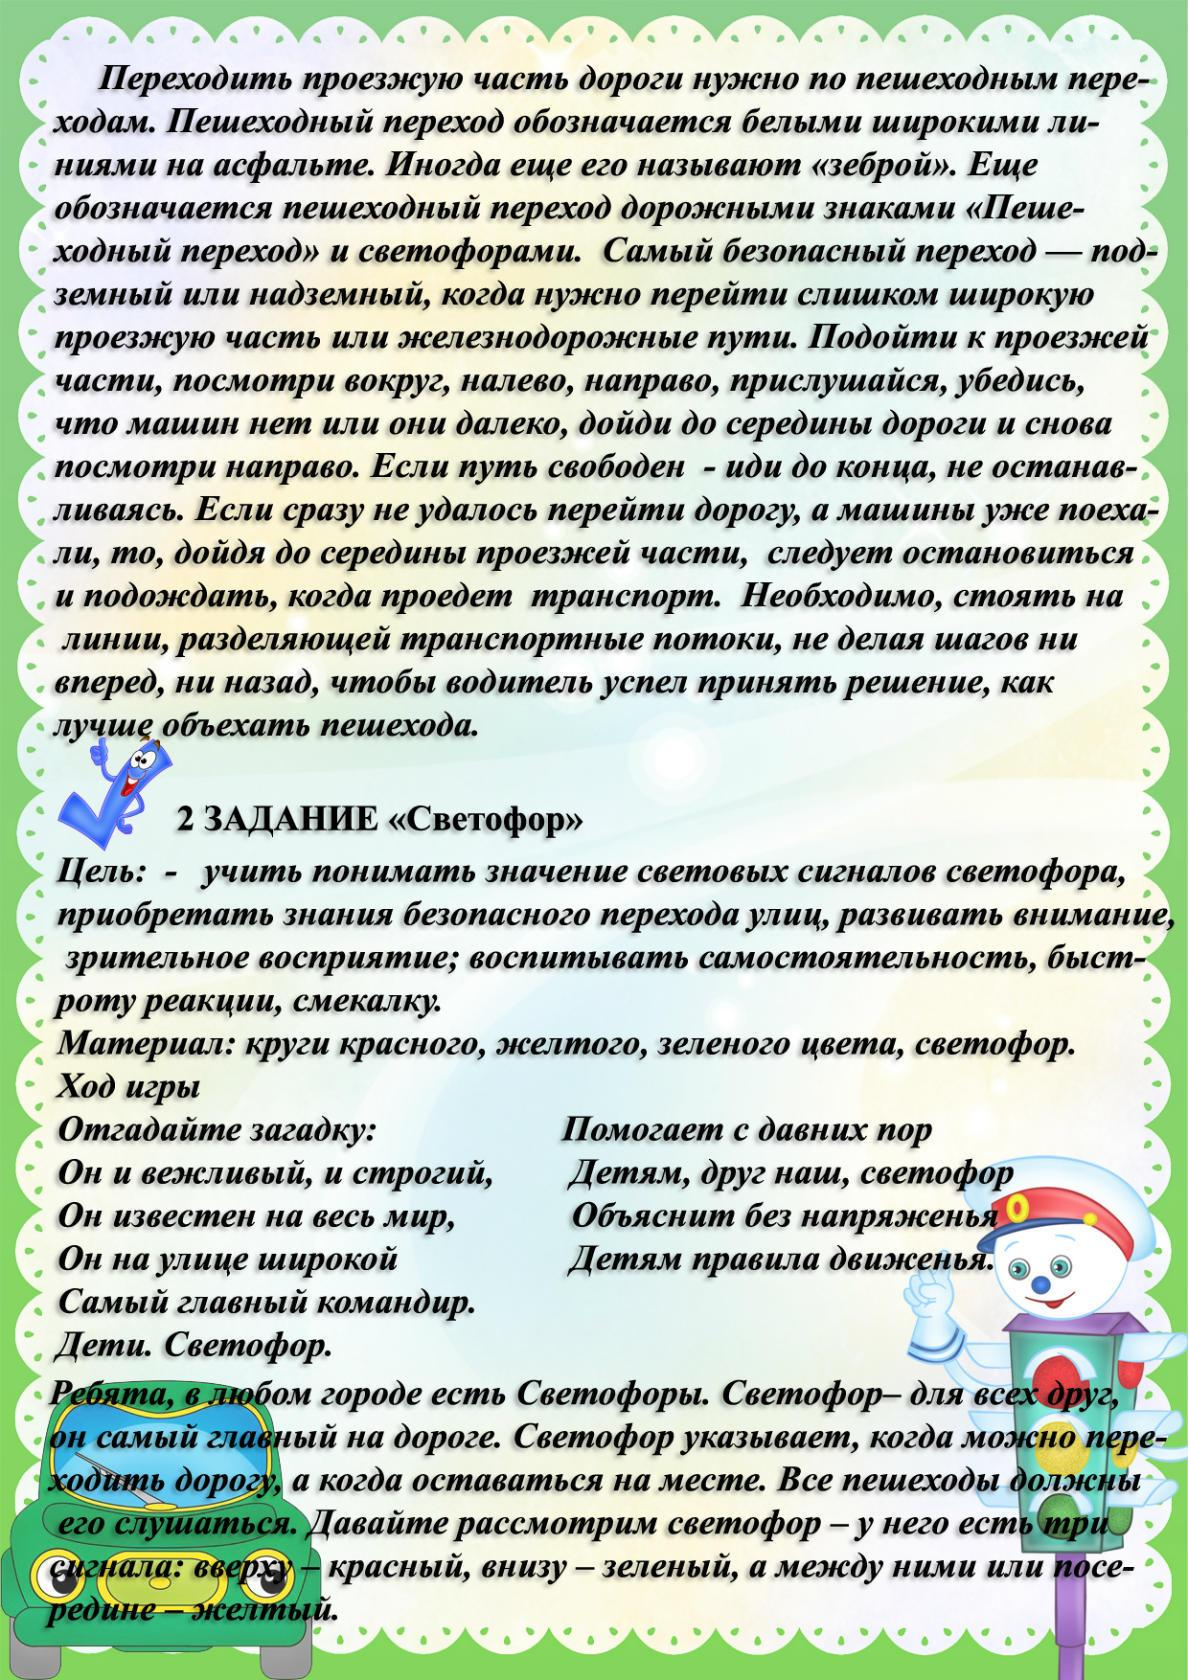 Переходить проезжую часть дороги нужно по пешеходным пере-
ходам. Пешеходный переход обозначается белыми широкими ли-
ниями на асфальте. Иногда еще его называют «зеброй». Еще
обозначается пешеходный переход дорожными знаками «Пеше-
ходный переход» и светофорами. Самый безопасный переход — под-
земный или надземный, когда нужно перейти слишком широкую
проезжую часть или железнодорожные пути. Подойти к проезжей
части, посмотри вокруг, налево, направо, прислушайся, убедись,
что машин нет или они далеко, дойди до середины дороги и снова
посмотри направо. Если путь свободен - иди до конца, не останав-
ливаясь. Если сразу не удалось перейти дорогу, а машины уже поеха-
ли, то, дойдя до середины проезжей части, следует остановиться
и подождать, когда проедет транспорт. Необходимо, стоять на
линии, разделяющей транспортные потоки, не делая шагов ни
вперед, ни назад, чтобы водитель успел принять решение, как
лучше объехать пешехода.
2 ЗАДАНИЕ «Светофор»
Цель: - учить понимать значение световых сигналов светофора,
приобретать знания безопасного перехода улиц, развивать внимание,
зрительное восприятие; воспитывать самостоятельность, быст-
роту реакции, смекалку.
Материал: круги красного, желтого, зеленого цвета, светофор.
Ход игры
Отгадайте загадку:
Он и вежливый, и строгий,
Он известен на весь мир,
Он на улице широкой
Самый главный командир.
Дети. Светофор.
Помогает с давних пор
Детям, друг наш, светофор
Объяснит без напряженья
Детям правила движенья.
Ребята, в любом городе есть Светофоры. Светофор– для всех друг,
он самый главный на дороге. Светофор указывает, когда можно пере-
ходить дорогу, а когда оставаться на месте. Все пешеходы должны
его слушаться. Давайте рассмотрим светофор – у него есть три
сигнала: вверху – красный, внизу – зеленый, а между ними или посе-
редине – желтый.